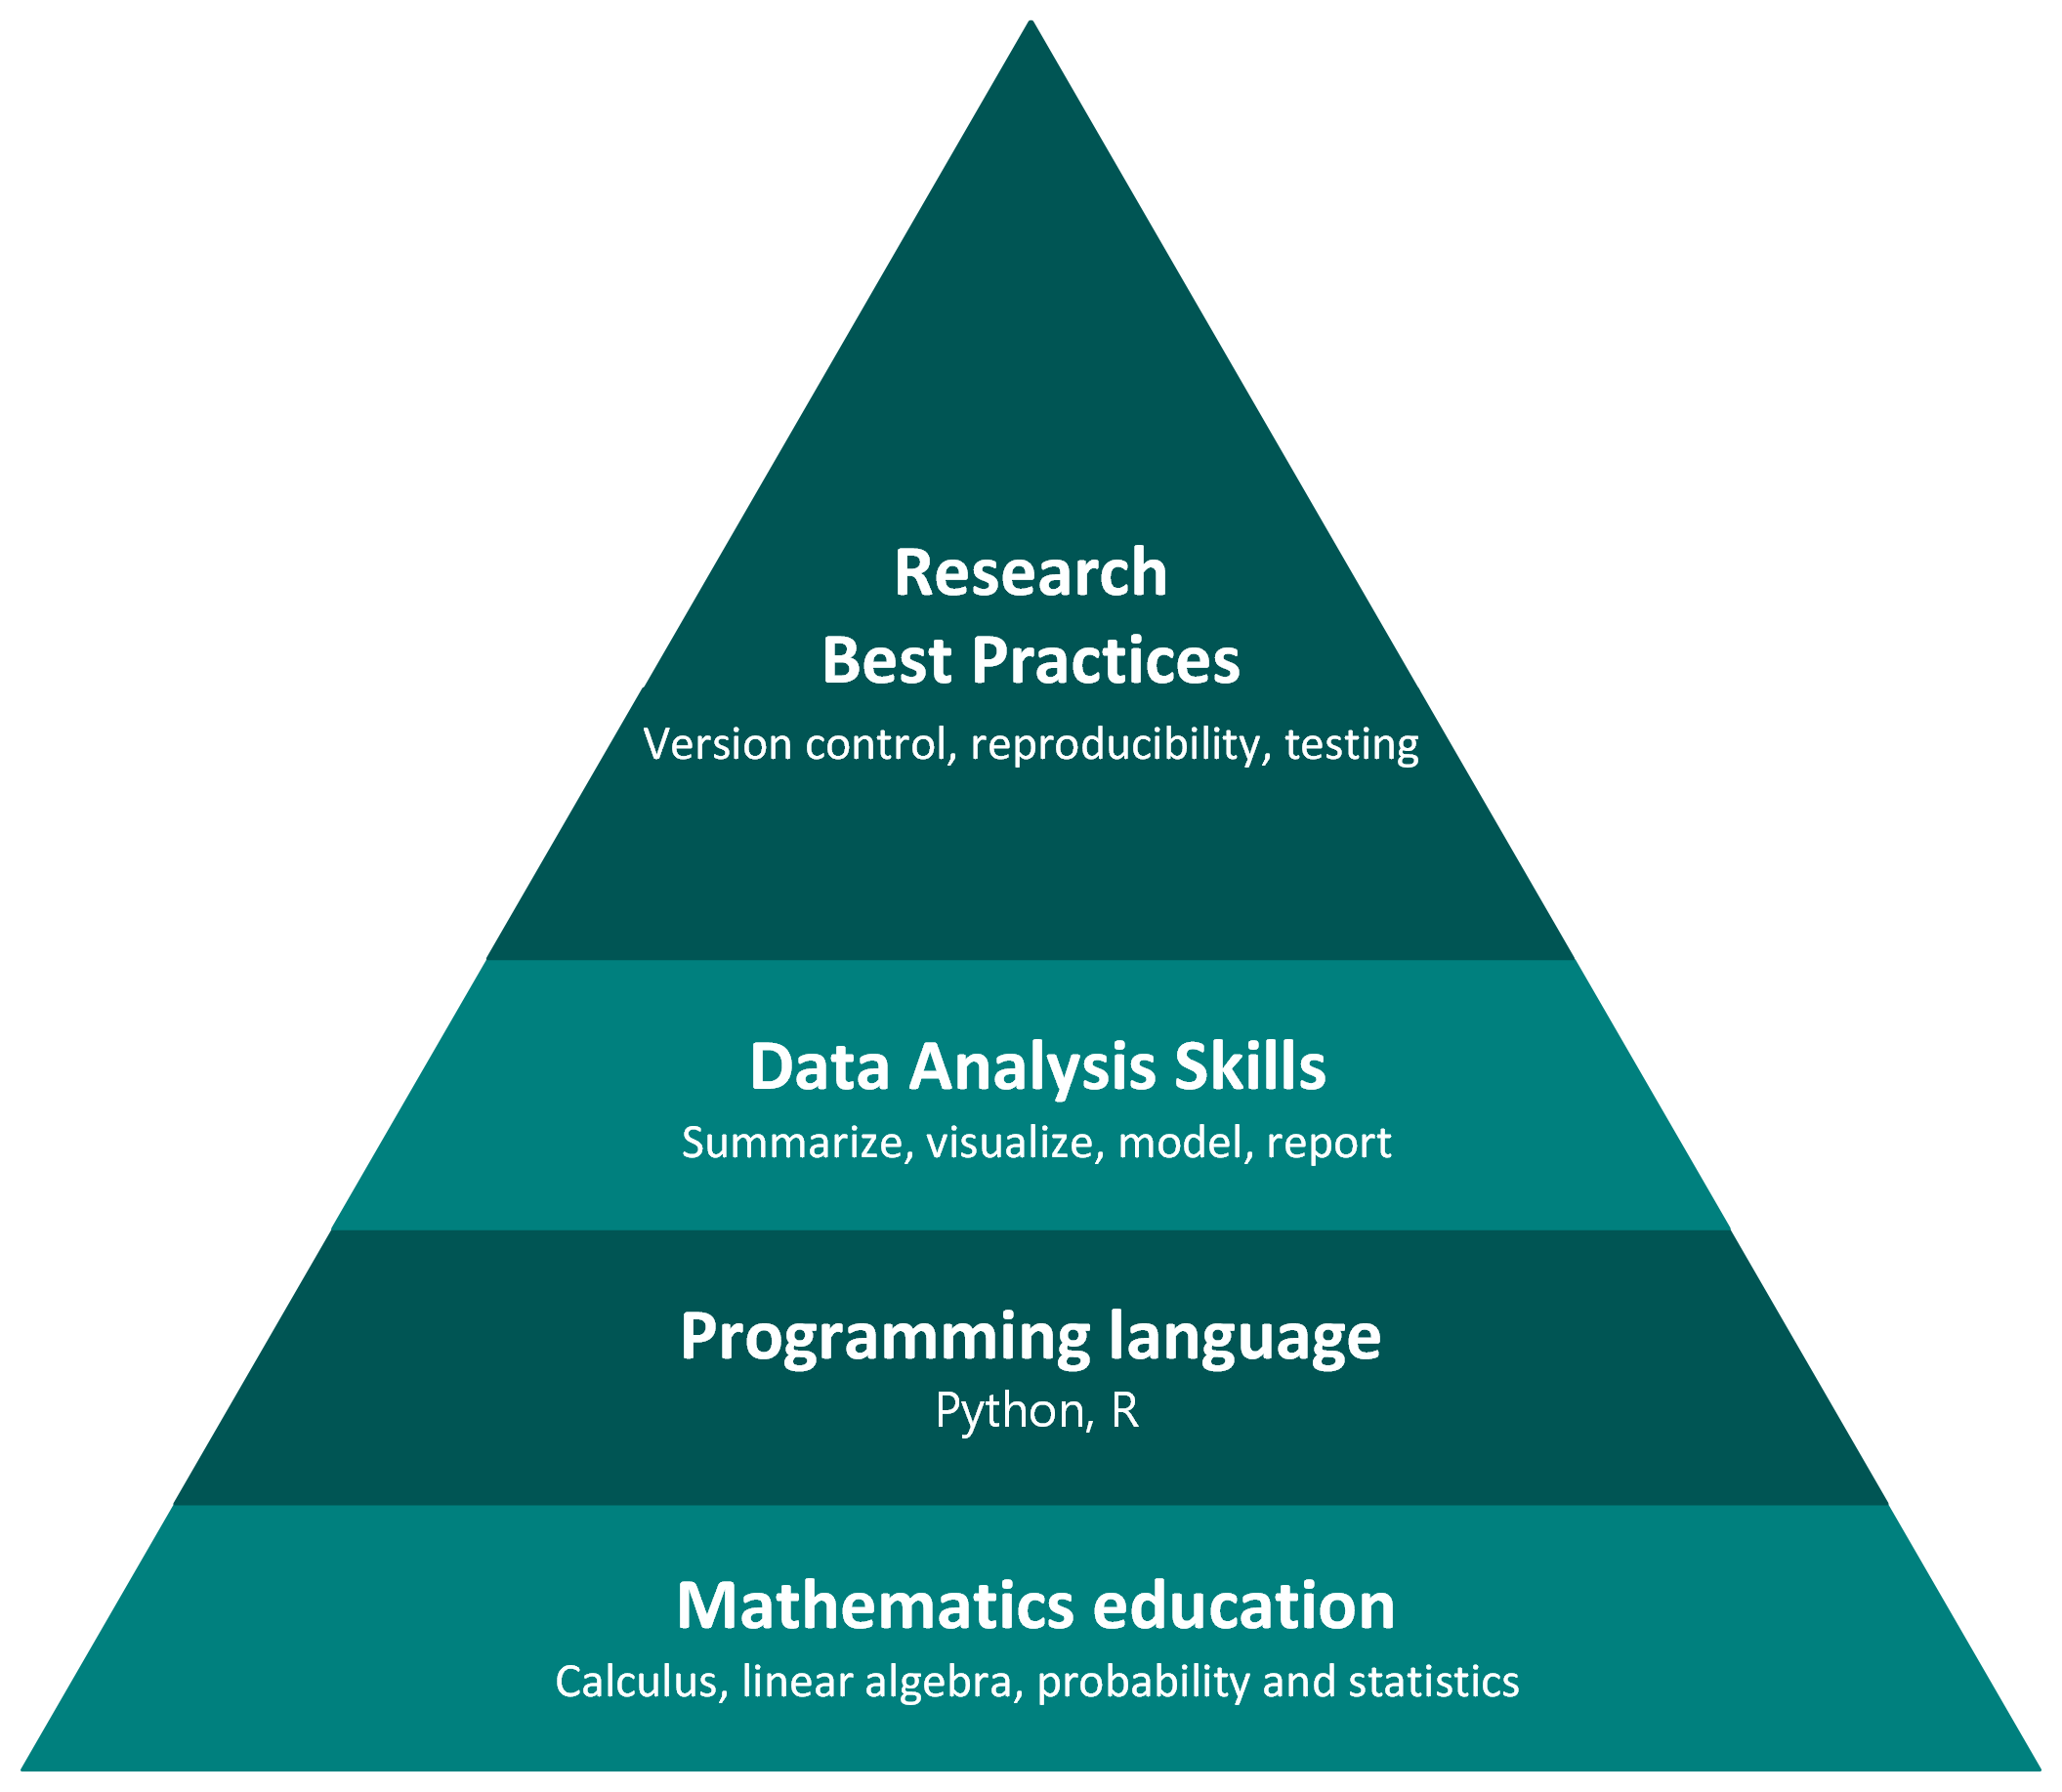 Research
Best Practices
Version control, reproducibility, testing
Data Analysis Skills
Summarize, visualize, model, report
Programming language
Python, R
Mathematics education
Calculus, linear algebra, probability and statistics